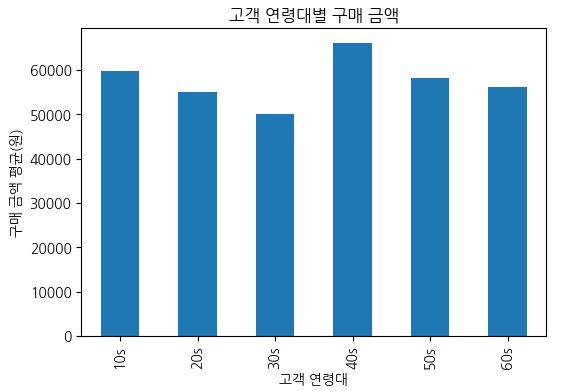 고객 연령대별 구매 금액
구매 금액 평균(원)
60000
50000
40000
30000
20000
10000
0
10s
20s
30s
40s
50s
60s
고객 연령대